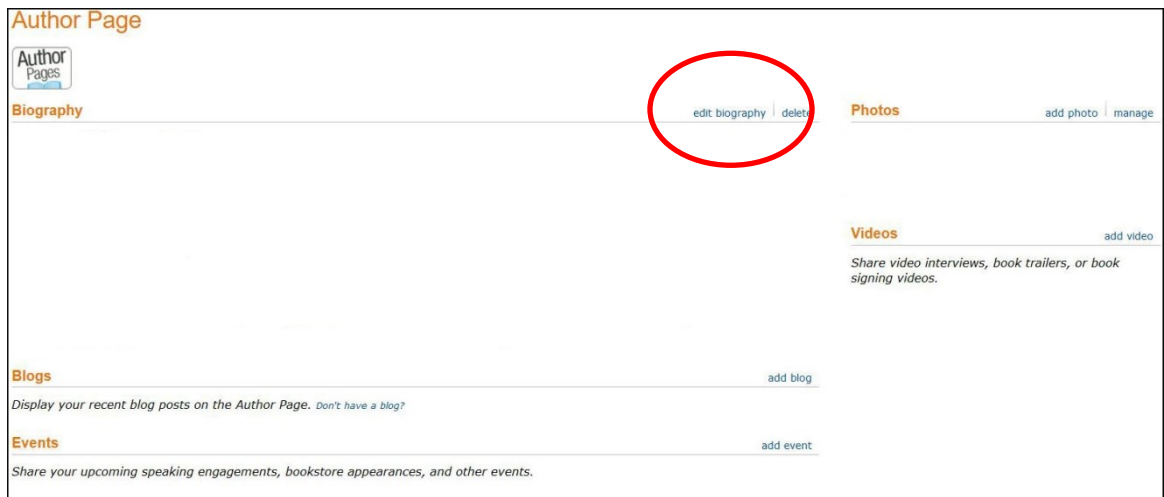 Author Page
Author
Pages
Biography
edit biography | delete
Photos
add photo | manage
Videos
add video
Share video interviews, book trailers, or book
signing videos.
Blogs
add blog
Display your recent blog posts on the Author Page. Don't have a blog?
Events
add event
Share your upcoming speaking engagements, bookstore appearances, and other events.